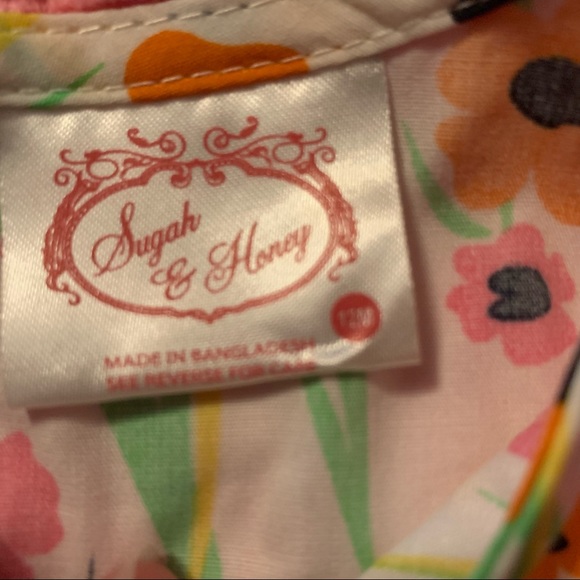 Sugah
& Honey
MADE IN BANGLADESH
SEE REVERSE FOR CARE